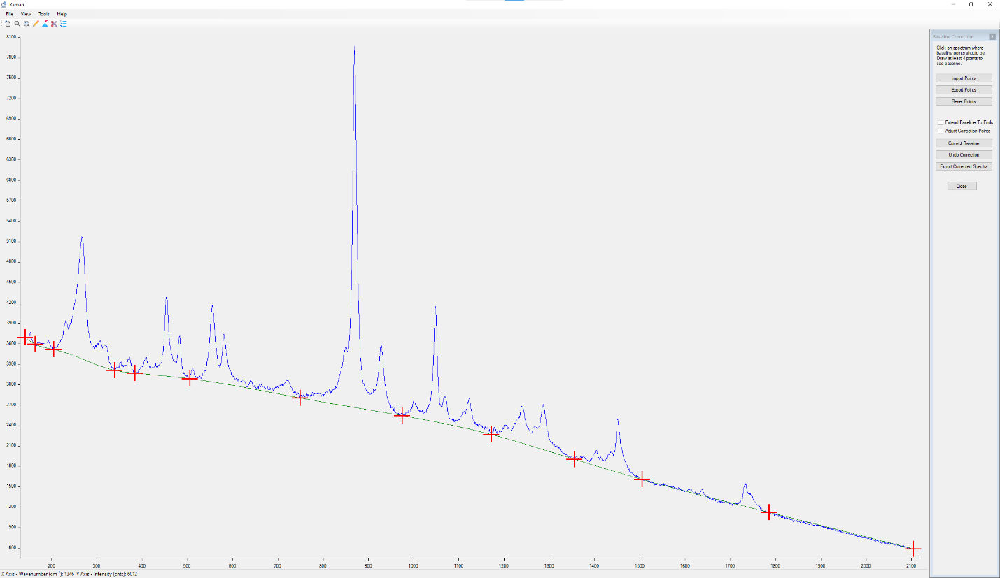 Raman
File View Tools Help
8100
7800
7500
7200
6900
6600
6300
6000
5700
5400
5100
4800
4500
4200
3900
3600
3300
3000
2700
2400
2100
1800
1500
1200
900
600
200 300 400 500 600 700 800 900 1000 1100 1200 1300 1400 1500 1600 1700 1800 1900 2000 2100
X Axis - Wavenumber (cm⁻¹): 1346 Y Axis - Intensity (cnts): 6012
Baseline Correction
Click on spectrum where
baseline points should be.
Draw at least 4 points to
see baseline.
Import Points
Export Points
Reset Points
Extend Baseline To Ends
Adjust Correction Points
Correct Baseline
Undo Correction
Export Corrected Spectra
Close